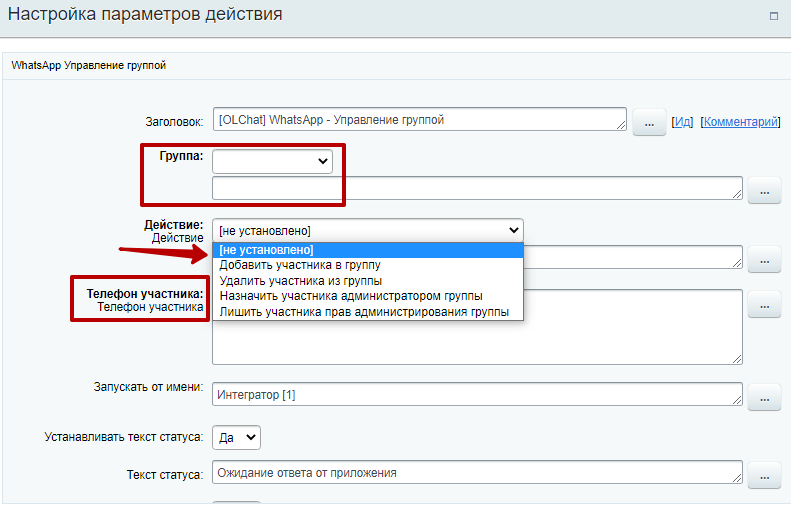 Настройка параметров действия
WhatsApp Управление группой
Заголовок: [OLChat] WhatsApp - Управление группой ... [Ид] [Комментарий]
Группа:
...
Действие: [не установлено]
Действие [не установлено]
Добавить участника в группу ...
Удалить участника из группы
Телефон участника: Назначить участника администратором группы ...
Телефон участника Лишить участника прав администрирования группы
Запускать от имени: Интегратор [1] ...
Устанавливать текст статуса: Да
Текст статуса: Ожидание ответа от приложения ...